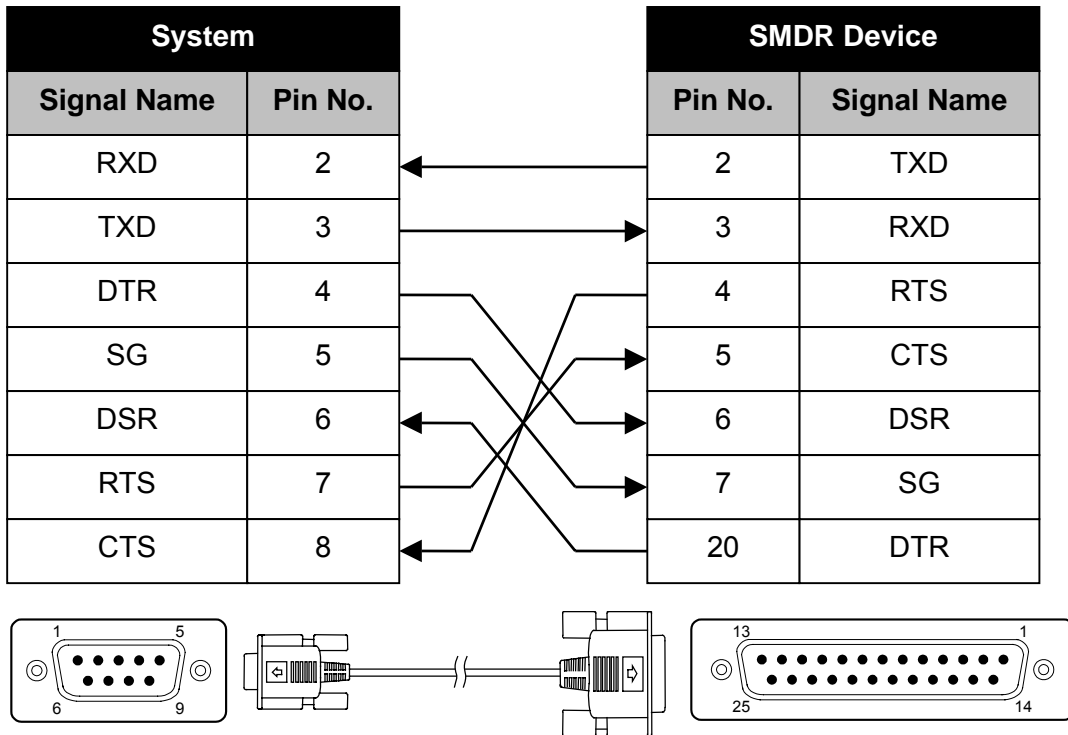 System SMDR Device
Signal Name Pin No. Pin No. Signal Name
RXD 2 2 TXD
TXD 3 3 RXD
DTR 4 4 RTS
SG 5 5 CTS
DSR 6 6 DSR
RTS 7 7 SG
CTS 8 20 DTR
1 5 13 1
6 9 25 14